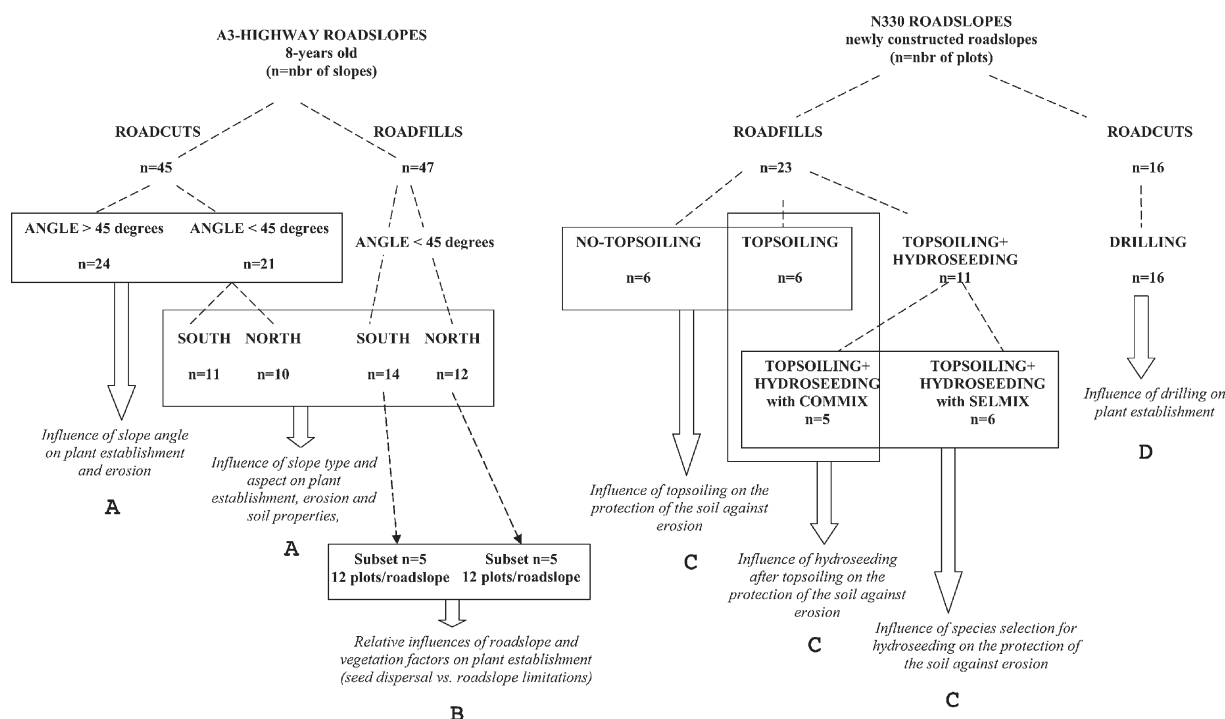 A3-HIGHWAY ROADSLOPES
8-years old
(n=nbr of slopes)
ROADCUTS
n=45
ROADFILLS
n=47
ANGLE > 45 degrees
n=24
ANGLE < 45 degrees
n=21
ANGLE < 45 degrees
SOUTH
n=11
NORTH
n=10
SOUTH
n=14
NORTH
n=12
Influence of slope angle
on plant establishment
and erosion
A
Influence of slope type and
aspect on plant
establishment, erosion and
soil properties,
A
Subset n=5
12 plots/roadslope
Subset n=5
12 plots/roadslope
Relative influences of roadslope and
vegetation factors on plant establishment
(seed dispersal vs. roadslope limitations)
B
N330 ROADSLOPES
newly constructed roadslopes
(n=nbr of plots)
ROADFILLS
n=23
ROADCUTS
n=16
NO-TOPSOILING
n=6
TOPSOILING
n=6
TOPSOILING+
HYDROSEEDING
n=11
DRILLING
n=16
TOPSOILING+
HYDROSEEDING
with COMMIX
n=5
TOPSOILING+
HYDROSEEDING
with SELMIX
n=6
Influence of drilling on
plant establishment
D
Influence of topsoiling on the
protection of the soil against
erosion
C
Influence of hydroseeding
after topsoiling on the
protection of the soil against
erosion
C
Influence of species selection for
hydroseeding on the protection of
the soil against erosion
C